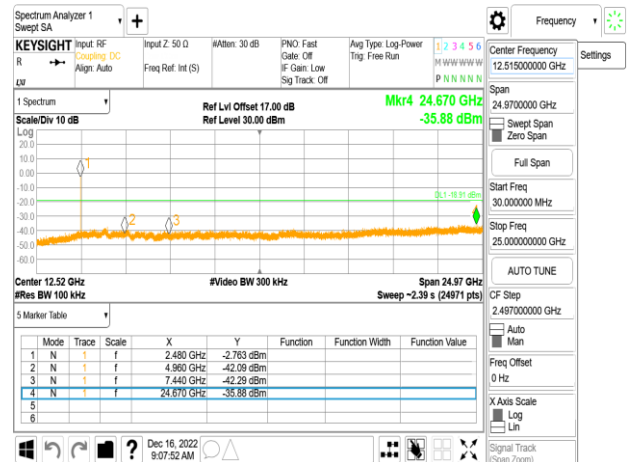 Spectrum Analyzer 1
Swept SA
Frequency
KEYSIGHT
Input: RF
Coupling: DC
Align: Auto
Input Z: 50 Ω
Freq Ref: Int (S)
#Atten: 30 dB
PNO: Fast
Gate: Off
IF Gain: Low
Sig Track: Off
Avg Type: Log-Power
Trig: Free Run
1 2 3 4 5 6
M W W W W W
P N N N N N
R
LXI
Center Frequency
12.515000000 GHz
Settings
Span
24.9700000 GHz
Swept Span
Zero Span
Full Span
Start Freq
30.000000 MHz
Stop Freq
25.000000000 GHz
AUTO TUNE
CF Step
2.497000000 GHz
Auto
Man
Freq Offset
0 Hz
X Axis Scale
Log
Lin
Signal Track
(Span Zoom)
1 Spectrum
Scale/Div 10 dB
Ref Lvl Offset 17.00 dB
Ref Level 30.00 dBm
Mkr4 24.670 GHz
-35.88 dBm
Log
20.0
10.0
0.00
-10.0
-20.0
-30.0
-40.0
-50.0
-60.0
1
2
3
Center 12.52 GHz
#Res BW 100 kHz
#Video BW 300 kHz
Span 24.97 GHz
Sweep ~2.39 s (24971 pts)
5 Marker Table
Mode Trace Scale X Y Function Function Width Function Value
1 N 1 f 2.480 GHz -2.763 dBm
2 N 1 f 4.960 GHz -42.09 dBm
3 N 1 f 7.440 GHz -42.29 dBm
4 N 1 f 24.670 GHz -35.88 dBm
5
6
?
Dec 16, 2022
9:07:52 AM